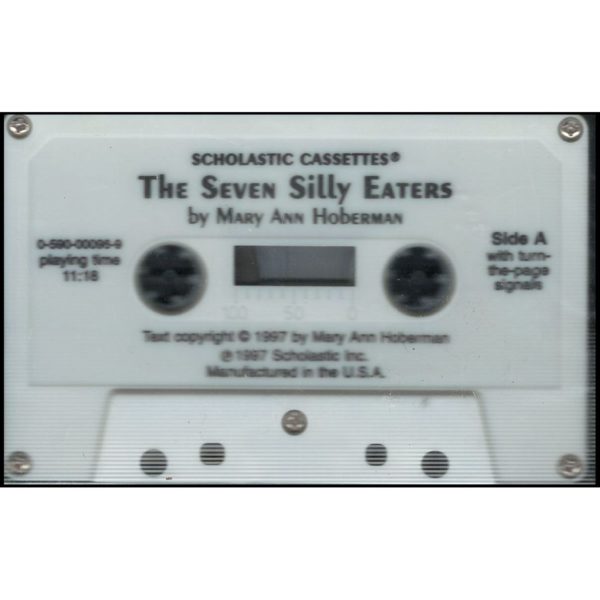 SCHOLASTIC CASSETTES®
THE SEVEN SILLY EATERS
by MARY ANN HOBERMAN
0-590-00096-9
playing time
11:18
Side A
with turn-
the-page
signals
100 50 0
Text copyright © 1997 by Mary Ann Hoberman
℗ 1997 Scholastic Inc.
Manufactured in the U.S.A.